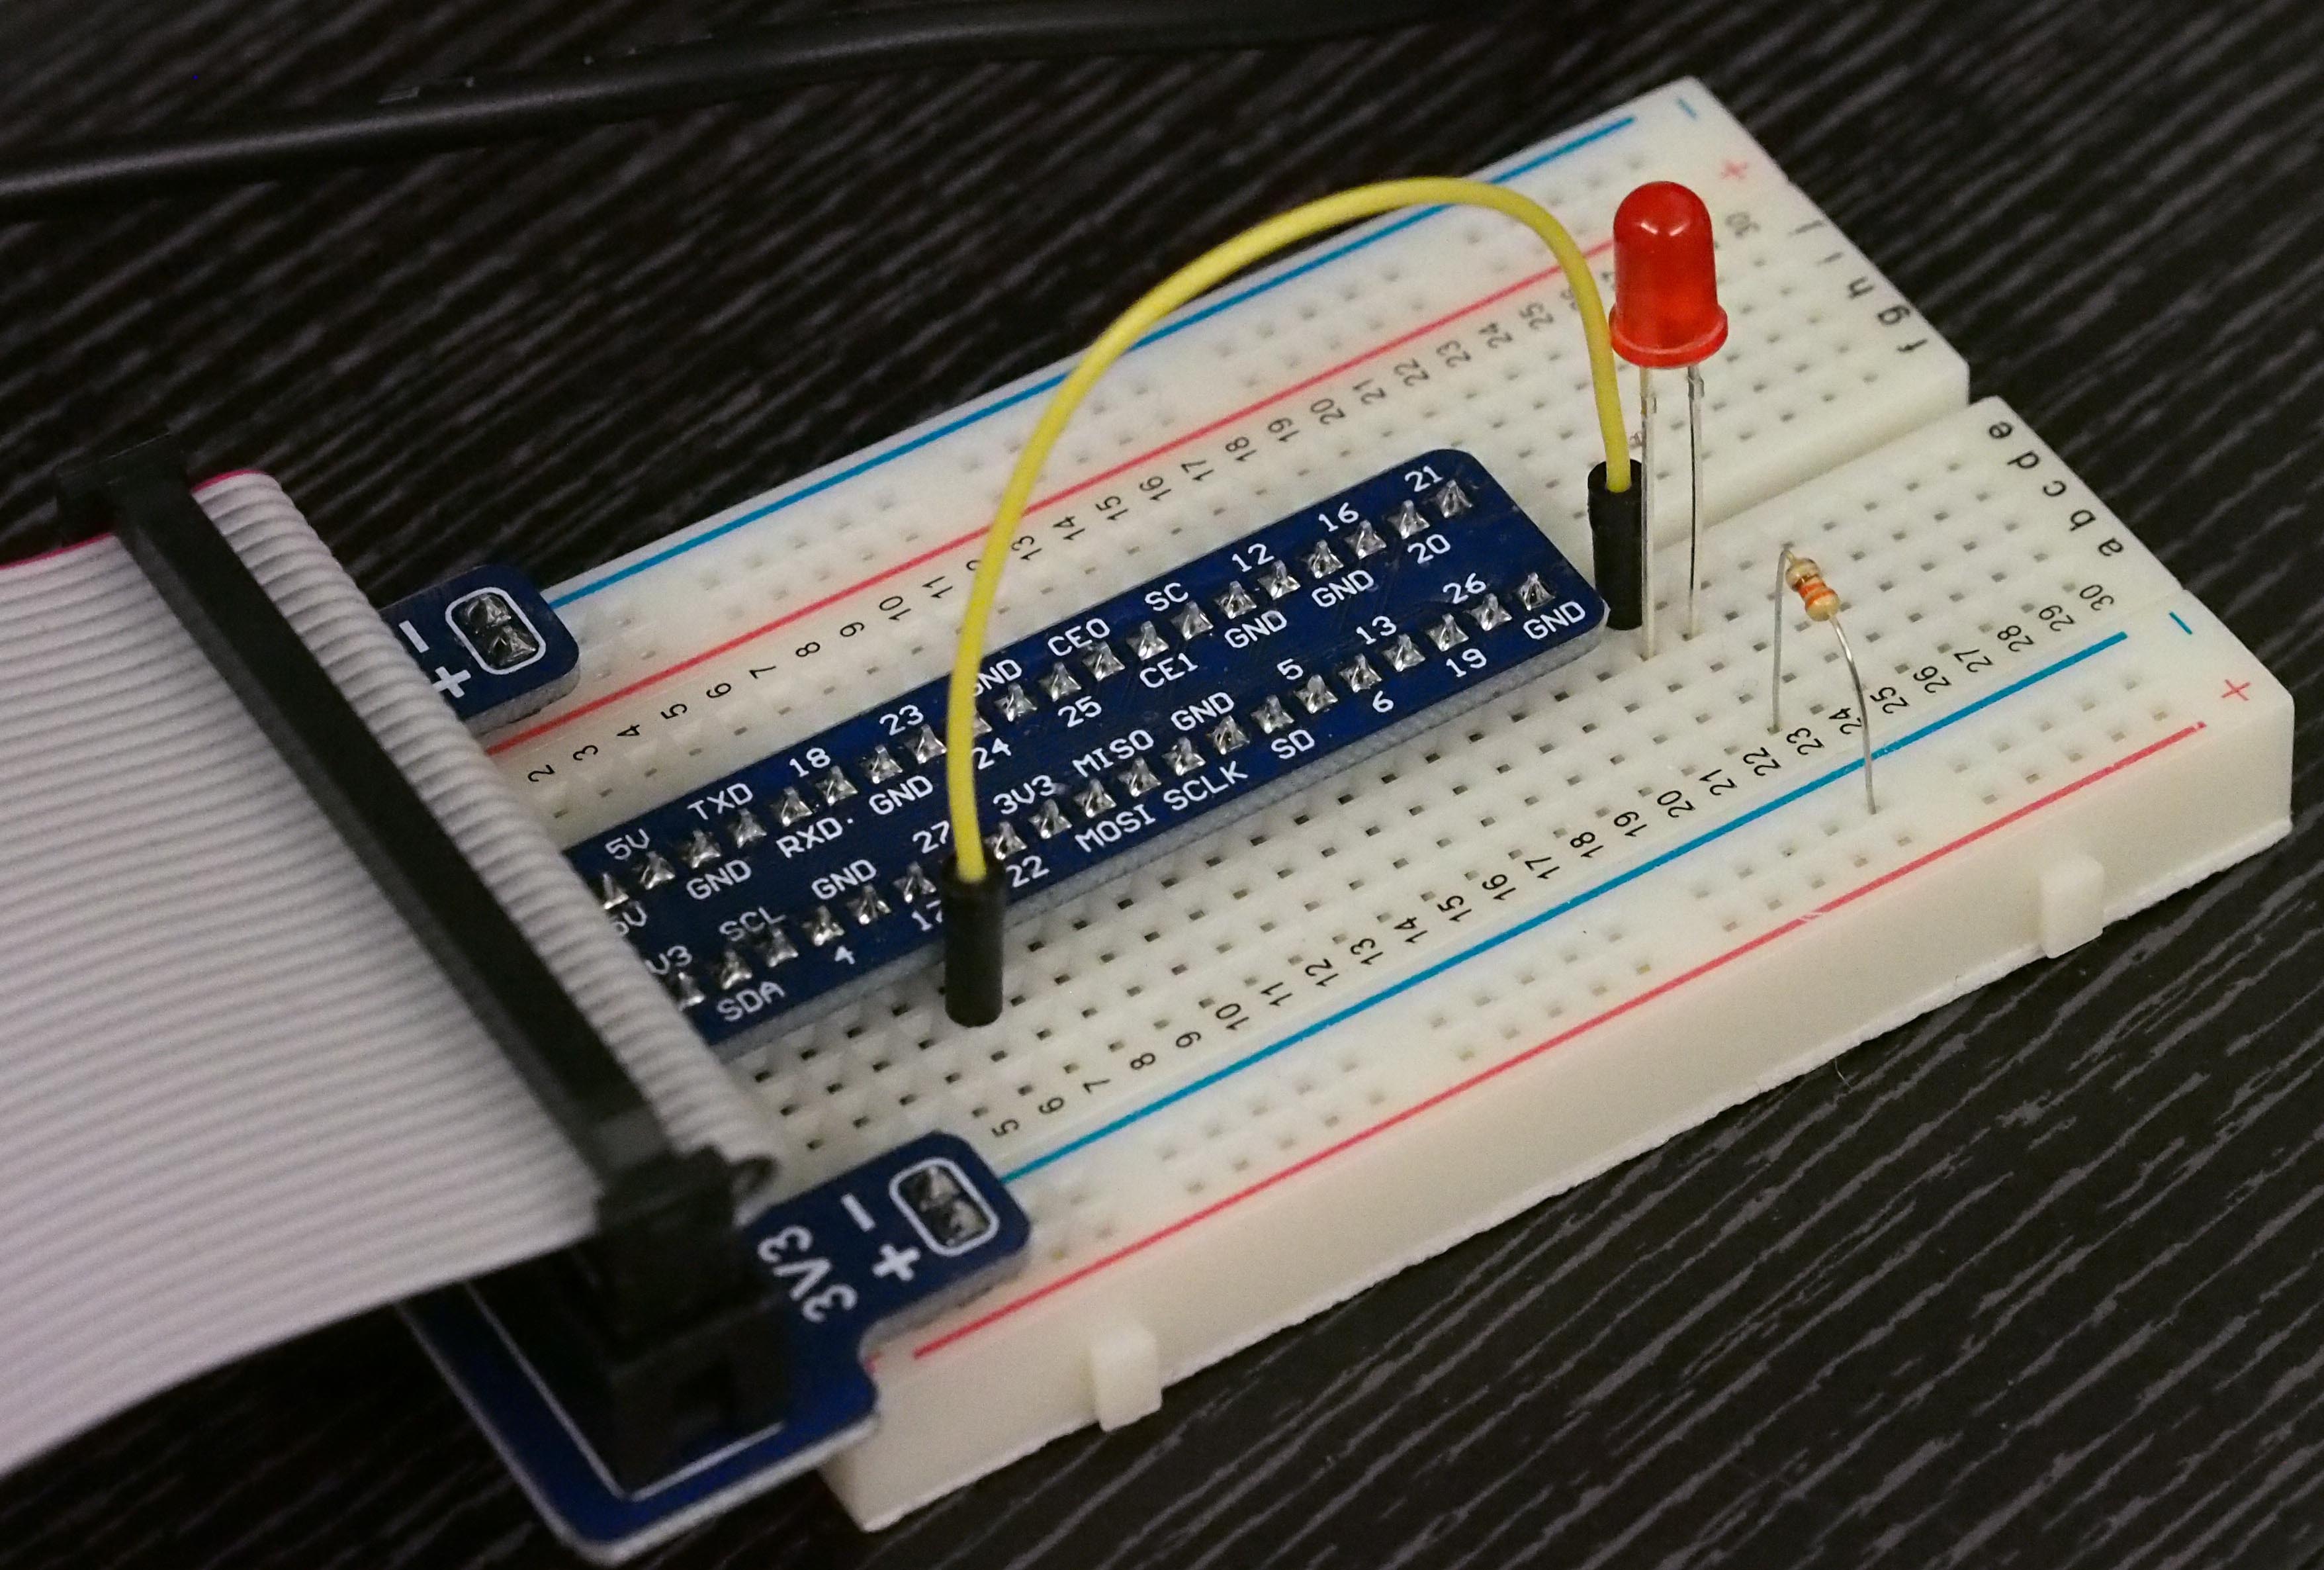 −
+
30
j
i
h
g
f
2 3 4 5 6 7 8 9 10 11 13 14 15 16 17 18 19 20 21 22 23 24 25
− +
5V TXD 18 23 GND CE0 SC 12 16 21
GND RXD. GND 24 25 CE1 GND GND 20
SCL GND 27 3V3 MISO GND 5 13 26 GND
SDA 4 17 22 MOSI SCLK SD 6 19
e
d
c
b
a
5 6 7 8 9 10 11 12 13 14 15 16 17 18 19 20 21 22 23 24 25 26 27 28 29 30
−
+
3V3
− +